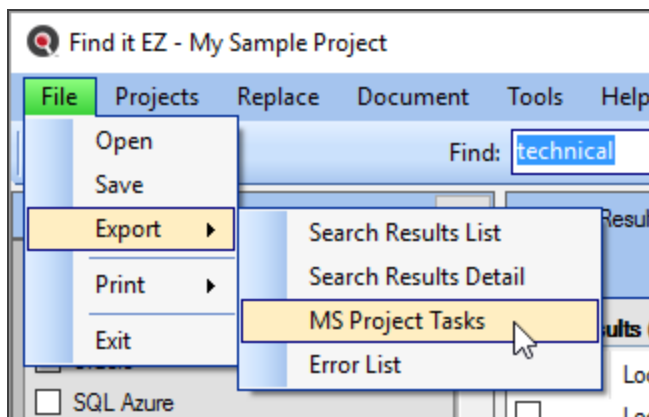 Find it EZ - My Sample Project
File Projects Replace Document Tools Help
Open
Find: technical
Save
Export
Search Results List
Search Results Detail
Print
MS Project Tasks
Exit
Error List
SQL Azure